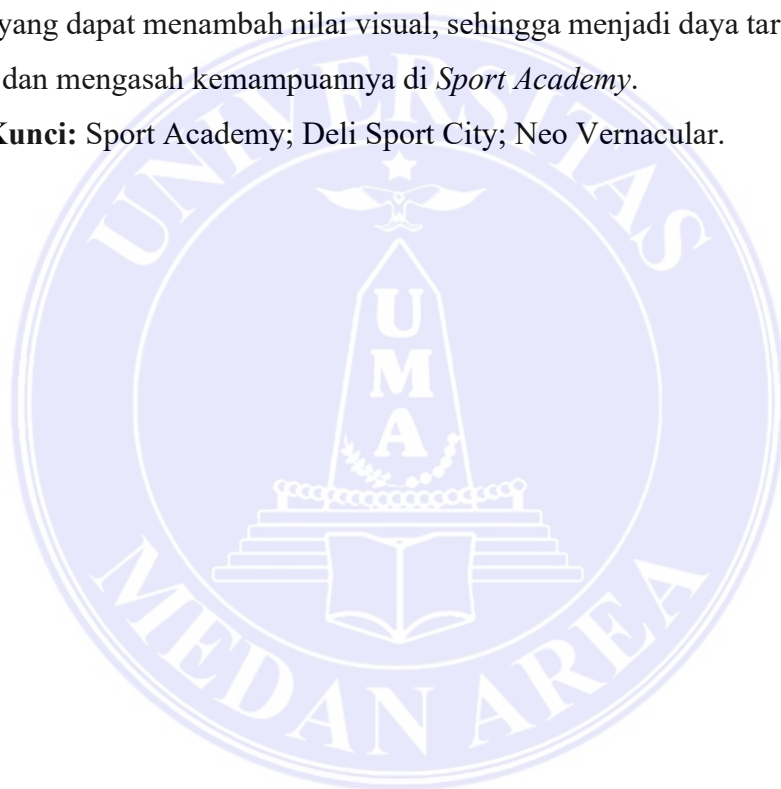 yang dapat menambah nilai visual, sehingga menjadi daya tar
dan mengasah kemampuannya di Sport Academy.
Kunci: Sport Academy; Deli Sport City; Neo Vernacular.
UNIVERSITAS
U
M
A
MEDAN AREA